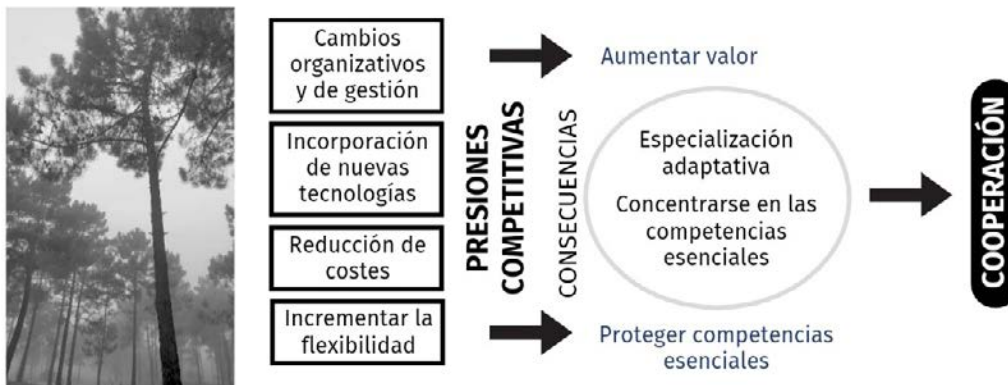 Cambios
organizativos
y de gestión
Incorporación
de nuevas
tecnologías
Reducción de
costes
Incrementar la
flexibilidad
PRESIONES
COMPETITIVAS
CONSECUENCIAS
Aumentar valor
Especialización
adaptativa
Concentrarse en las
competencias
esenciales
Proteger competencias
esenciales
COOPERACIÓN